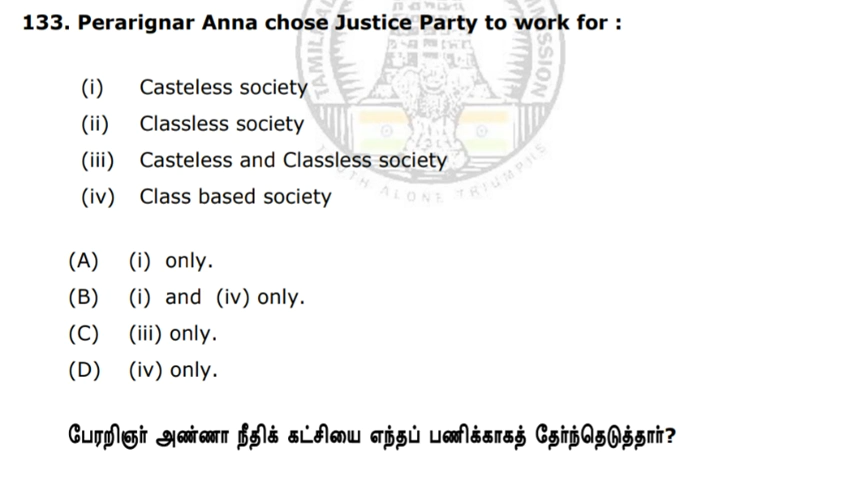 133. Perarignar Anna chose Justice Party to work for :
(i) Casteless society
(ii) Classless society
(iii) Casteless and Classless society
(iv) Class based society
(A) (i) only.
(B) (i) and (iv) only.
(C) (iii) only.
(D) (iv) only.
பேரறிஞர் அண்ணா நீதிக் கட்சியை எந்தப் பணிக்காகத் தேர்ந்தெடுத்தார்?